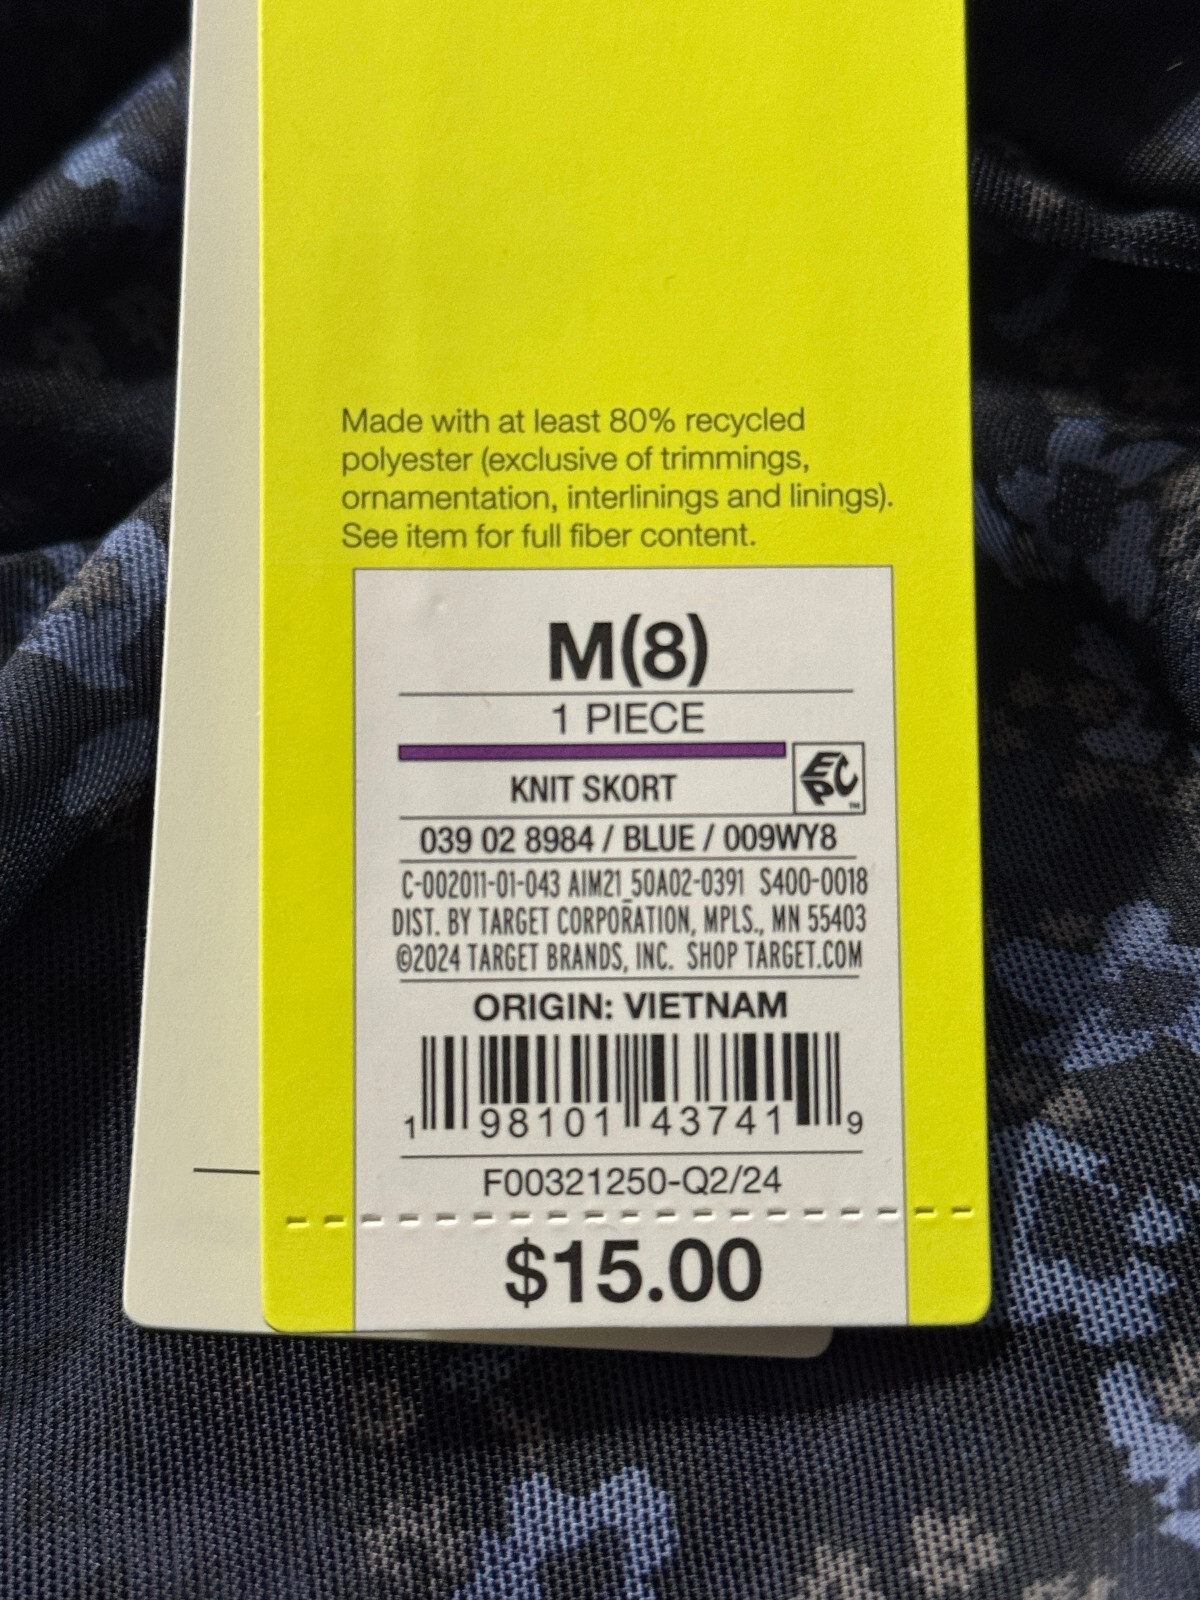 Made with at least 80% recycled
polyester (exclusive of trimmings,
ornamentation, interlinings and linings).
See item for full fiber content.
M(8)
1 PIECE
EPC™
KNIT SKORT
039 02 8984 / BLUE / 009WY8
C-002011-01-043 AIM21_50A02-0391 S400-0018
DIST. BY TARGET CORPORATION, MPLS., MN 55403
©2024 TARGET BRANDS, INC. SHOP TARGET.COM
ORIGIN: VIETNAM
1 98101 43741 9
F00321250-Q2/24
$15.00